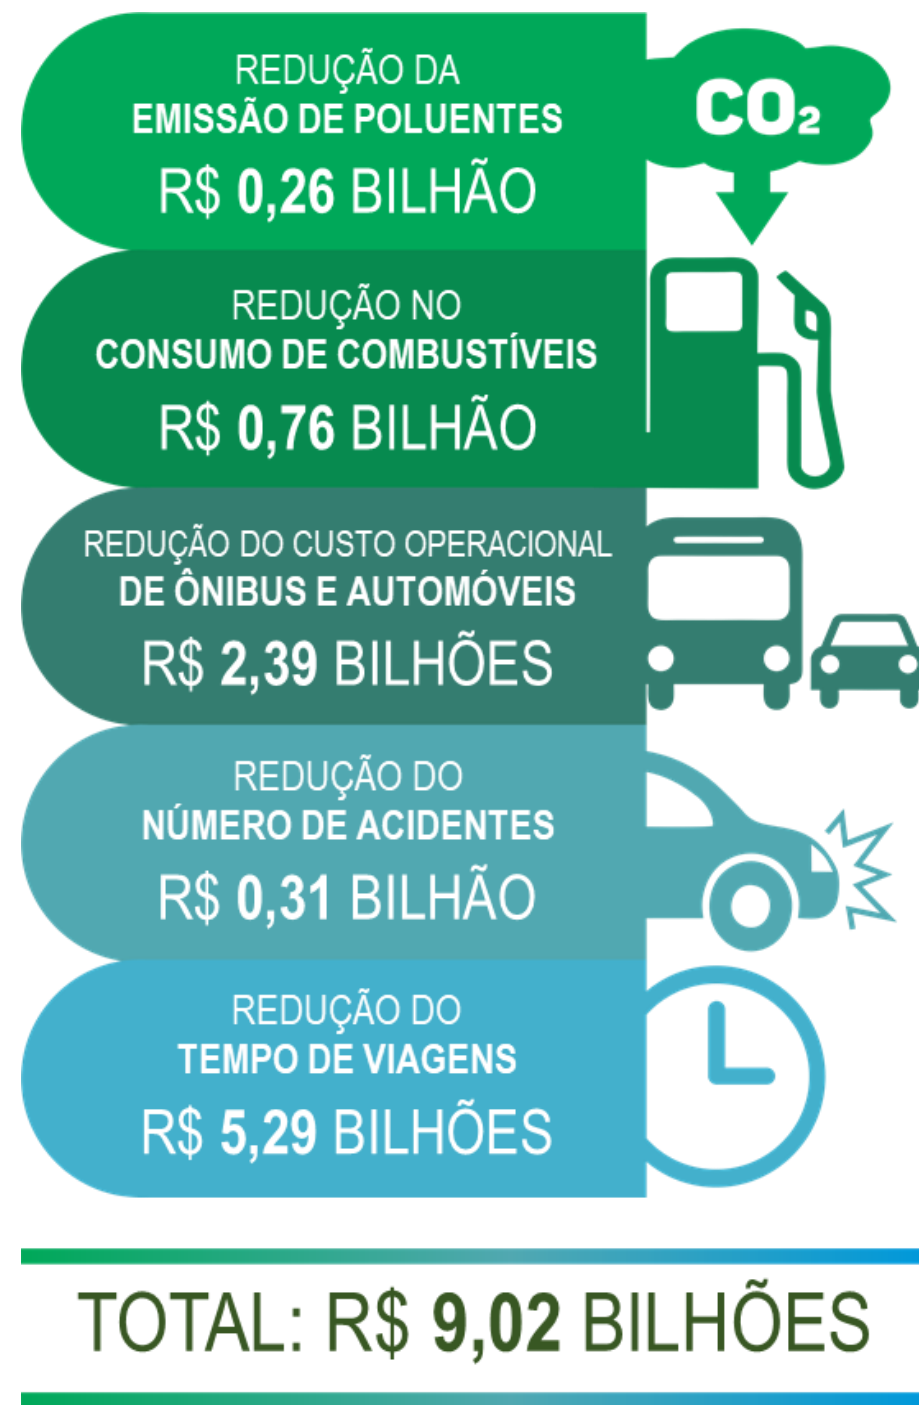 REDUÇÃO DA
EMISSÃO DE POLUENTES
R$ 0,26 BILHÃO
CO₂
REDUÇÃO NO
CONSUMO DE COMBUSTÍVEIS
R$ 0,76 BILHÃO
REDUÇÃO DO CUSTO OPERACIONAL
DE ÔNIBUS E AUTOMÓVEIS
R$ 2,39 BILHÕES
REDUÇÃO DO
NÚMERO DE ACIDENTES
R$ 0,31 BILHÃO
REDUÇÃO DO
TEMPO DE VIAGENS
R$ 5,29 BILHÕES
TOTAL: R$ 9,02 BILHÕES